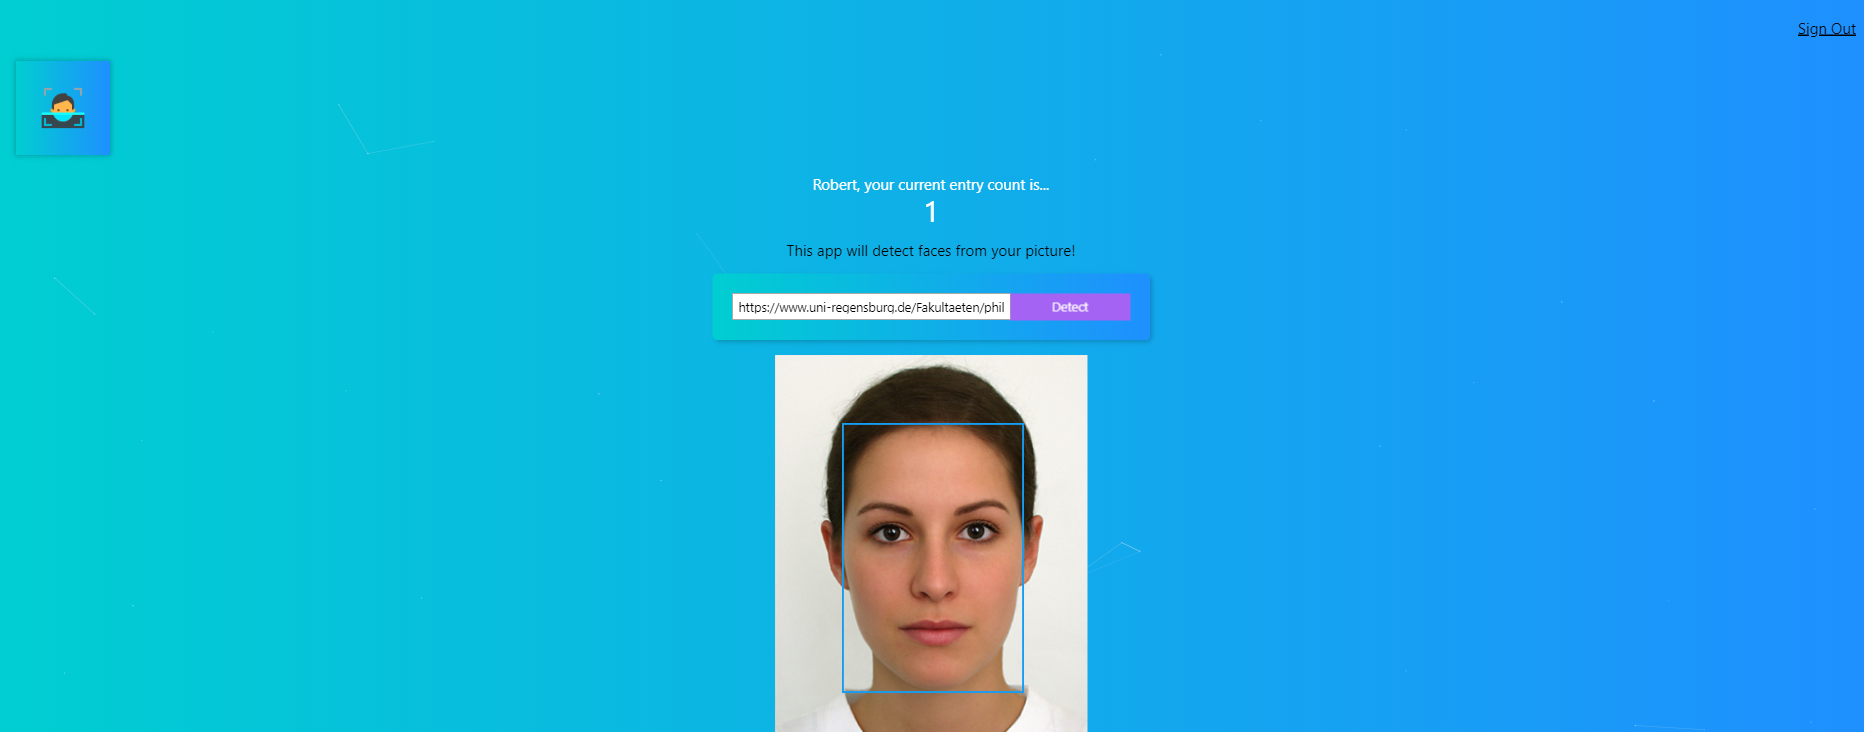 Sign Out
Robert, your current entry count is...
1
This app will detect faces from your picture!
https://www.uni-regensburg.de/Fakultaeten/phil
Detect